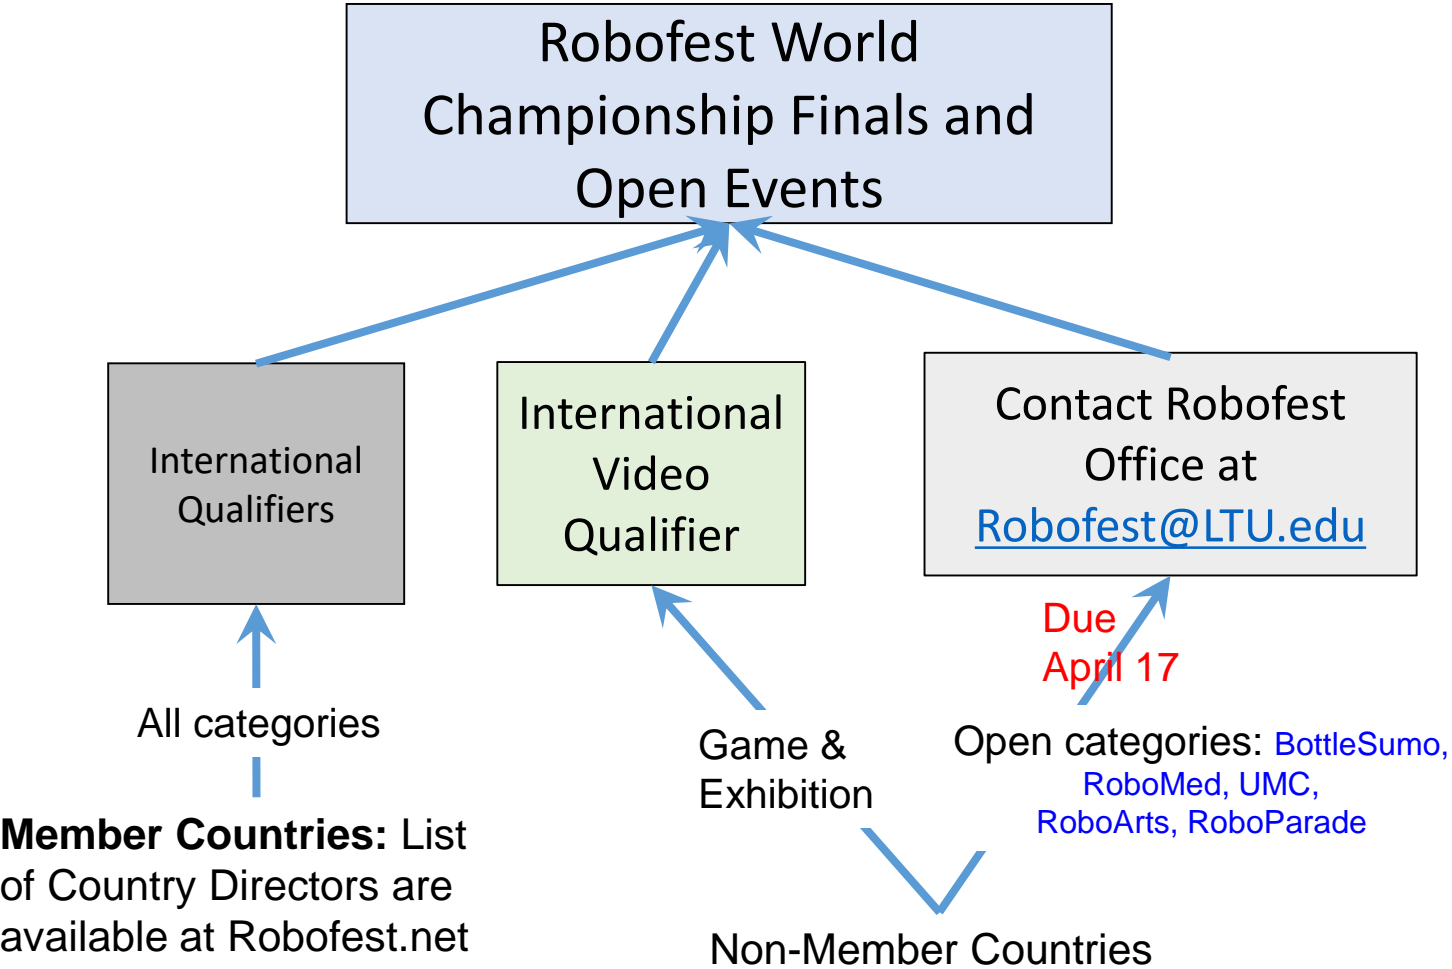 Robofest World
Championship Finals and
Open Events
International
Qualifiers
International
Video
Qualifier
Contact Robofest
Office at
Robofest@LTU.edu
Due
April 17
All categories
Game &
Exhibition
Open categories: BottleSumo,
RoboMed, UMC,
RoboArts, RoboParade
Member Countries: List
of Country Directors are
available at Robofest.net
Non-Member Countries